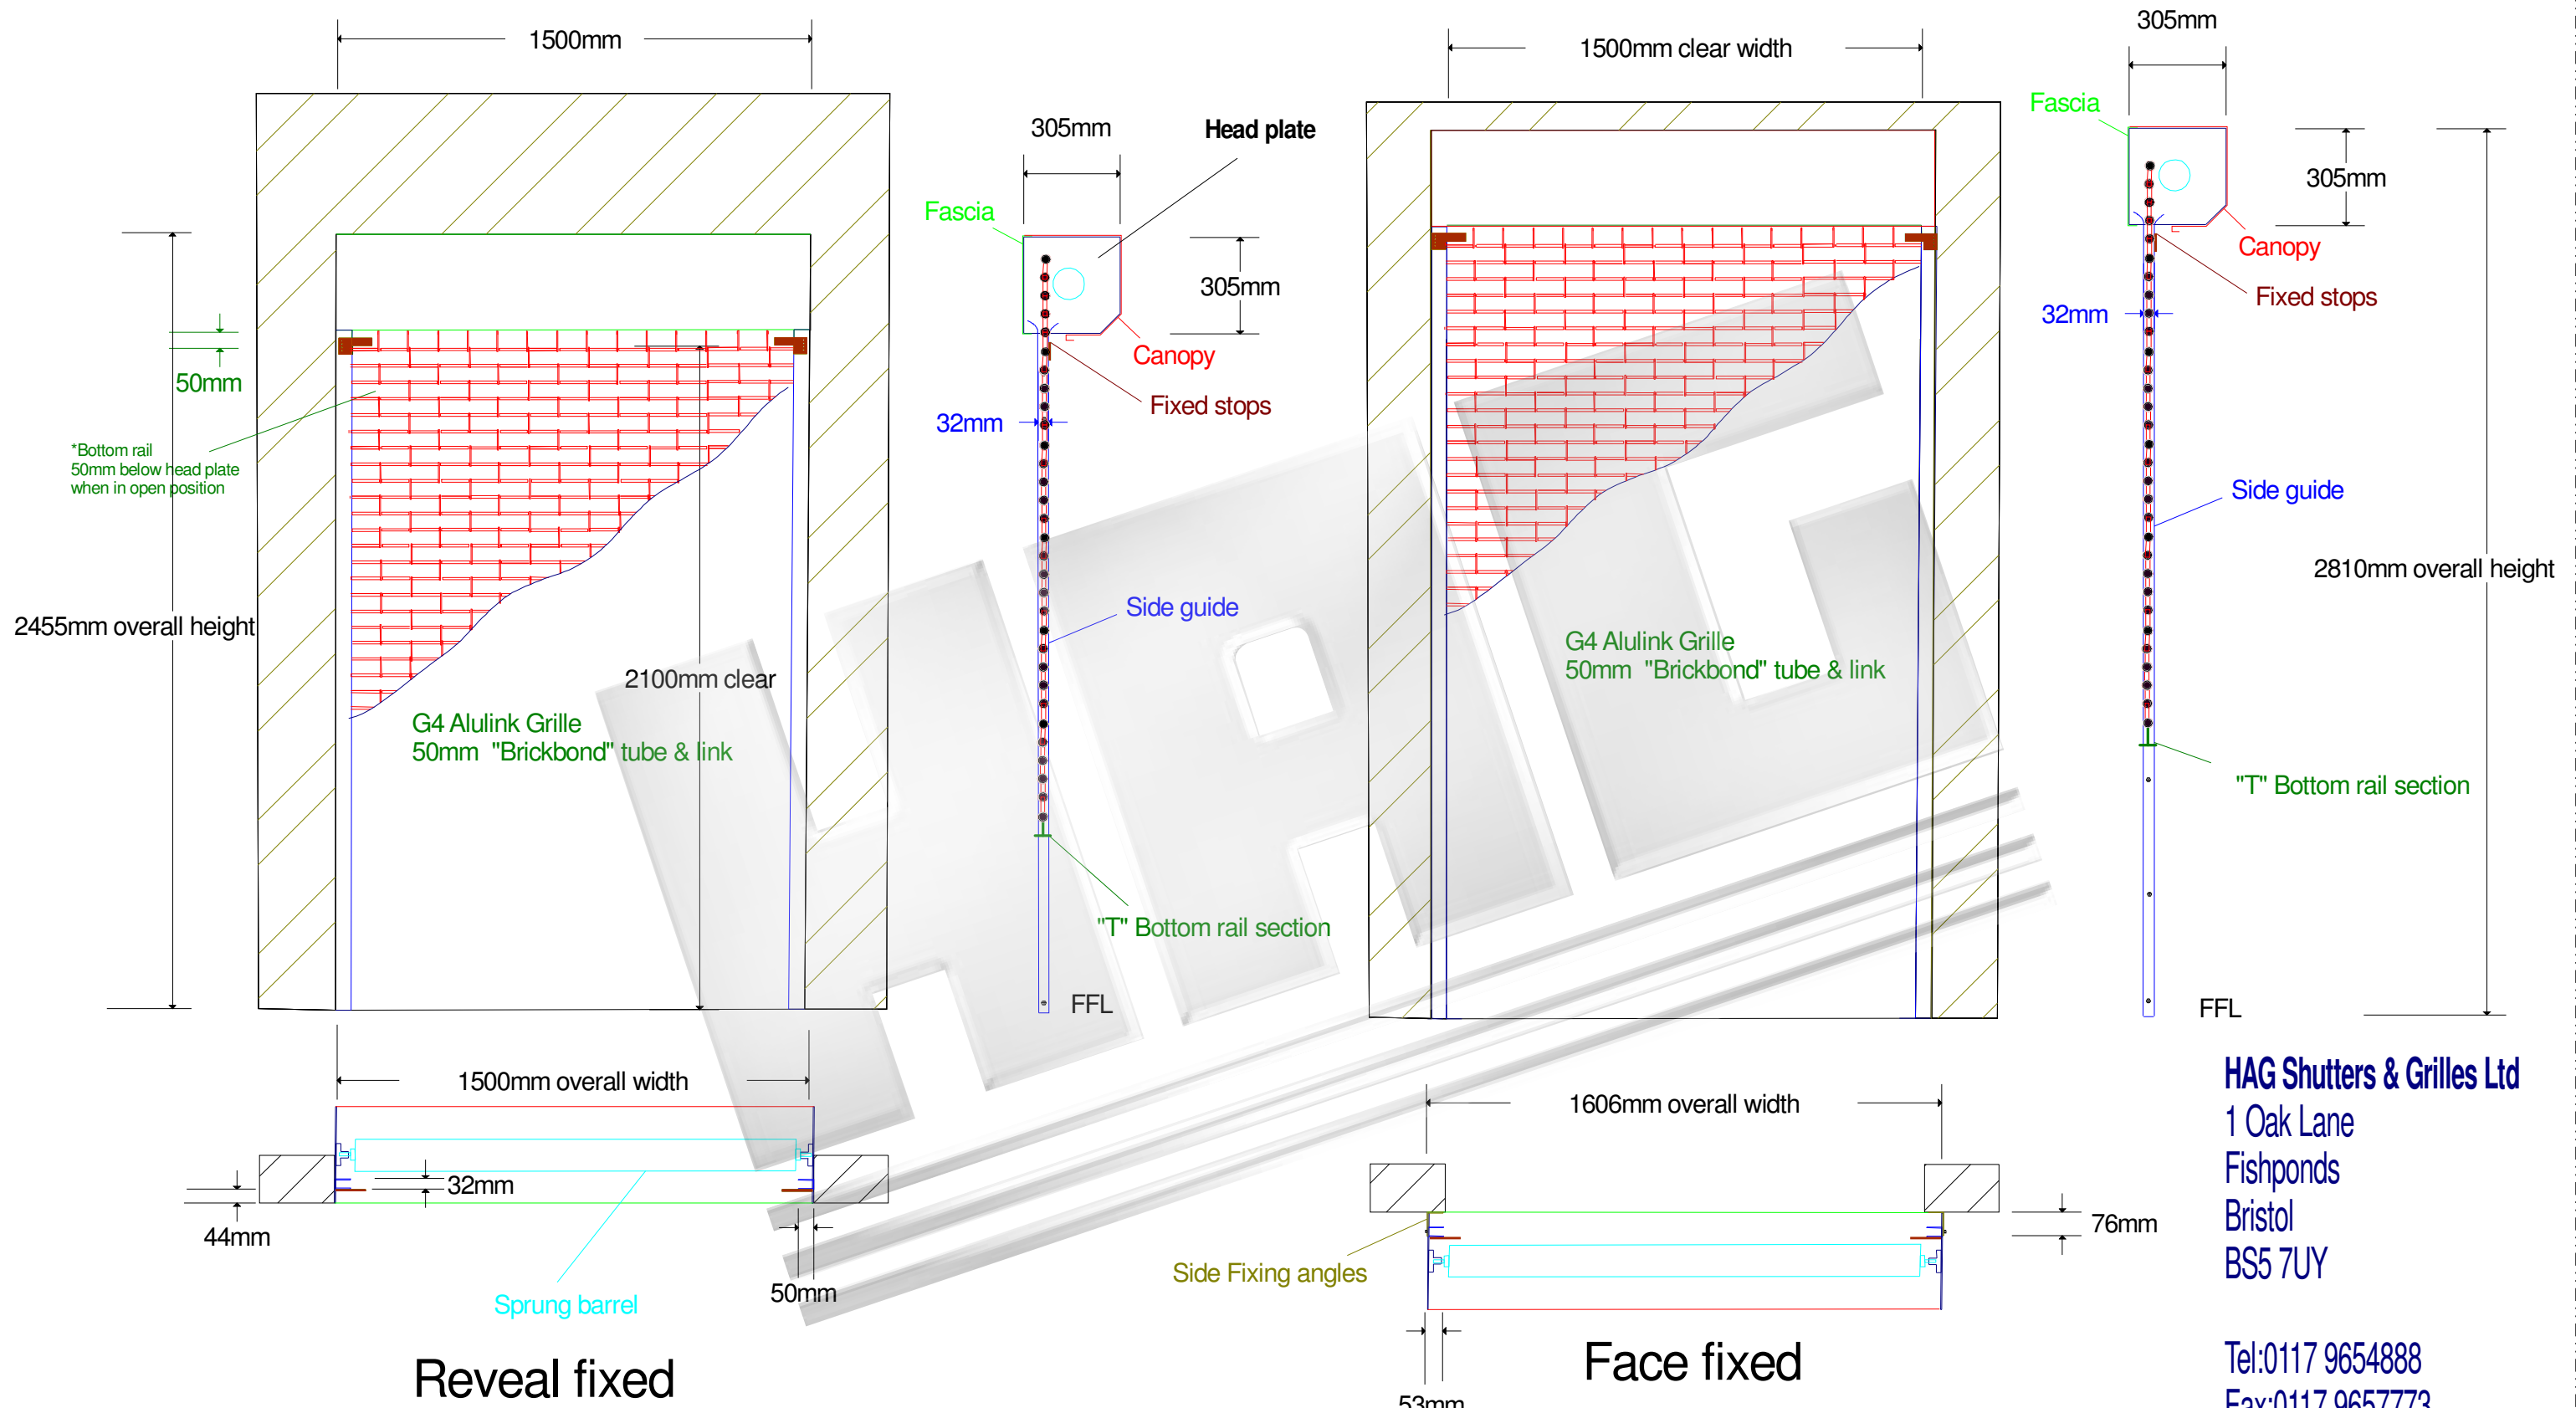 1500mm
1500mm clear width
305mm
Fascia
305mm
Head plate
305mm
Fascia
Canopy
305mm
Fixed stops
32mm
Canopy
50mm
Fixed stops
32mm
*Bottom rail
50mm below head plate
when in open position
Side guide
2810mm overall height
Side guide
2455mm overall height
G4 Alulink Grille
50mm "Brickbond" tube & link
2100mm clear
G4 Alulink Grille
50mm "Brickbond" tube & link
"T" Bottom rail section
"T" Bottom rail section
FFL
FFL
HAG
1500mm overall width
1606mm overall width
32mm
44mm
50mm
Sprung barrel
Side Fixing angles
76mm
53mm
Reveal fixed
Face fixed
HAG Shutters & Grilles Ltd
1 Oak Lane
Fishponds
Bristol
BS5 7UY
Tel:0117 9654888
Fax:0117 9657773